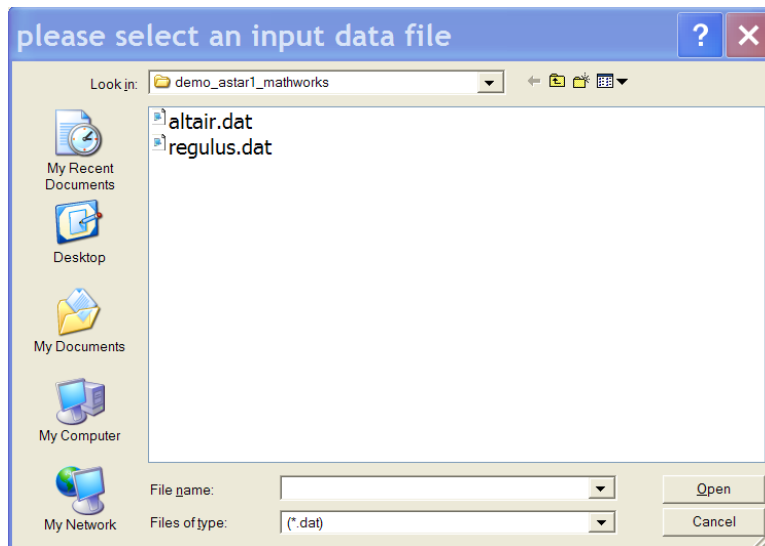 please select an input data file
Look in: demo_astar1_mathworks
altair.dat
regulus.dat
My Recent
Documents
Desktop
My Documents
My Computer
My Network
File name: Open
Files of type: (*.dat) Cancel